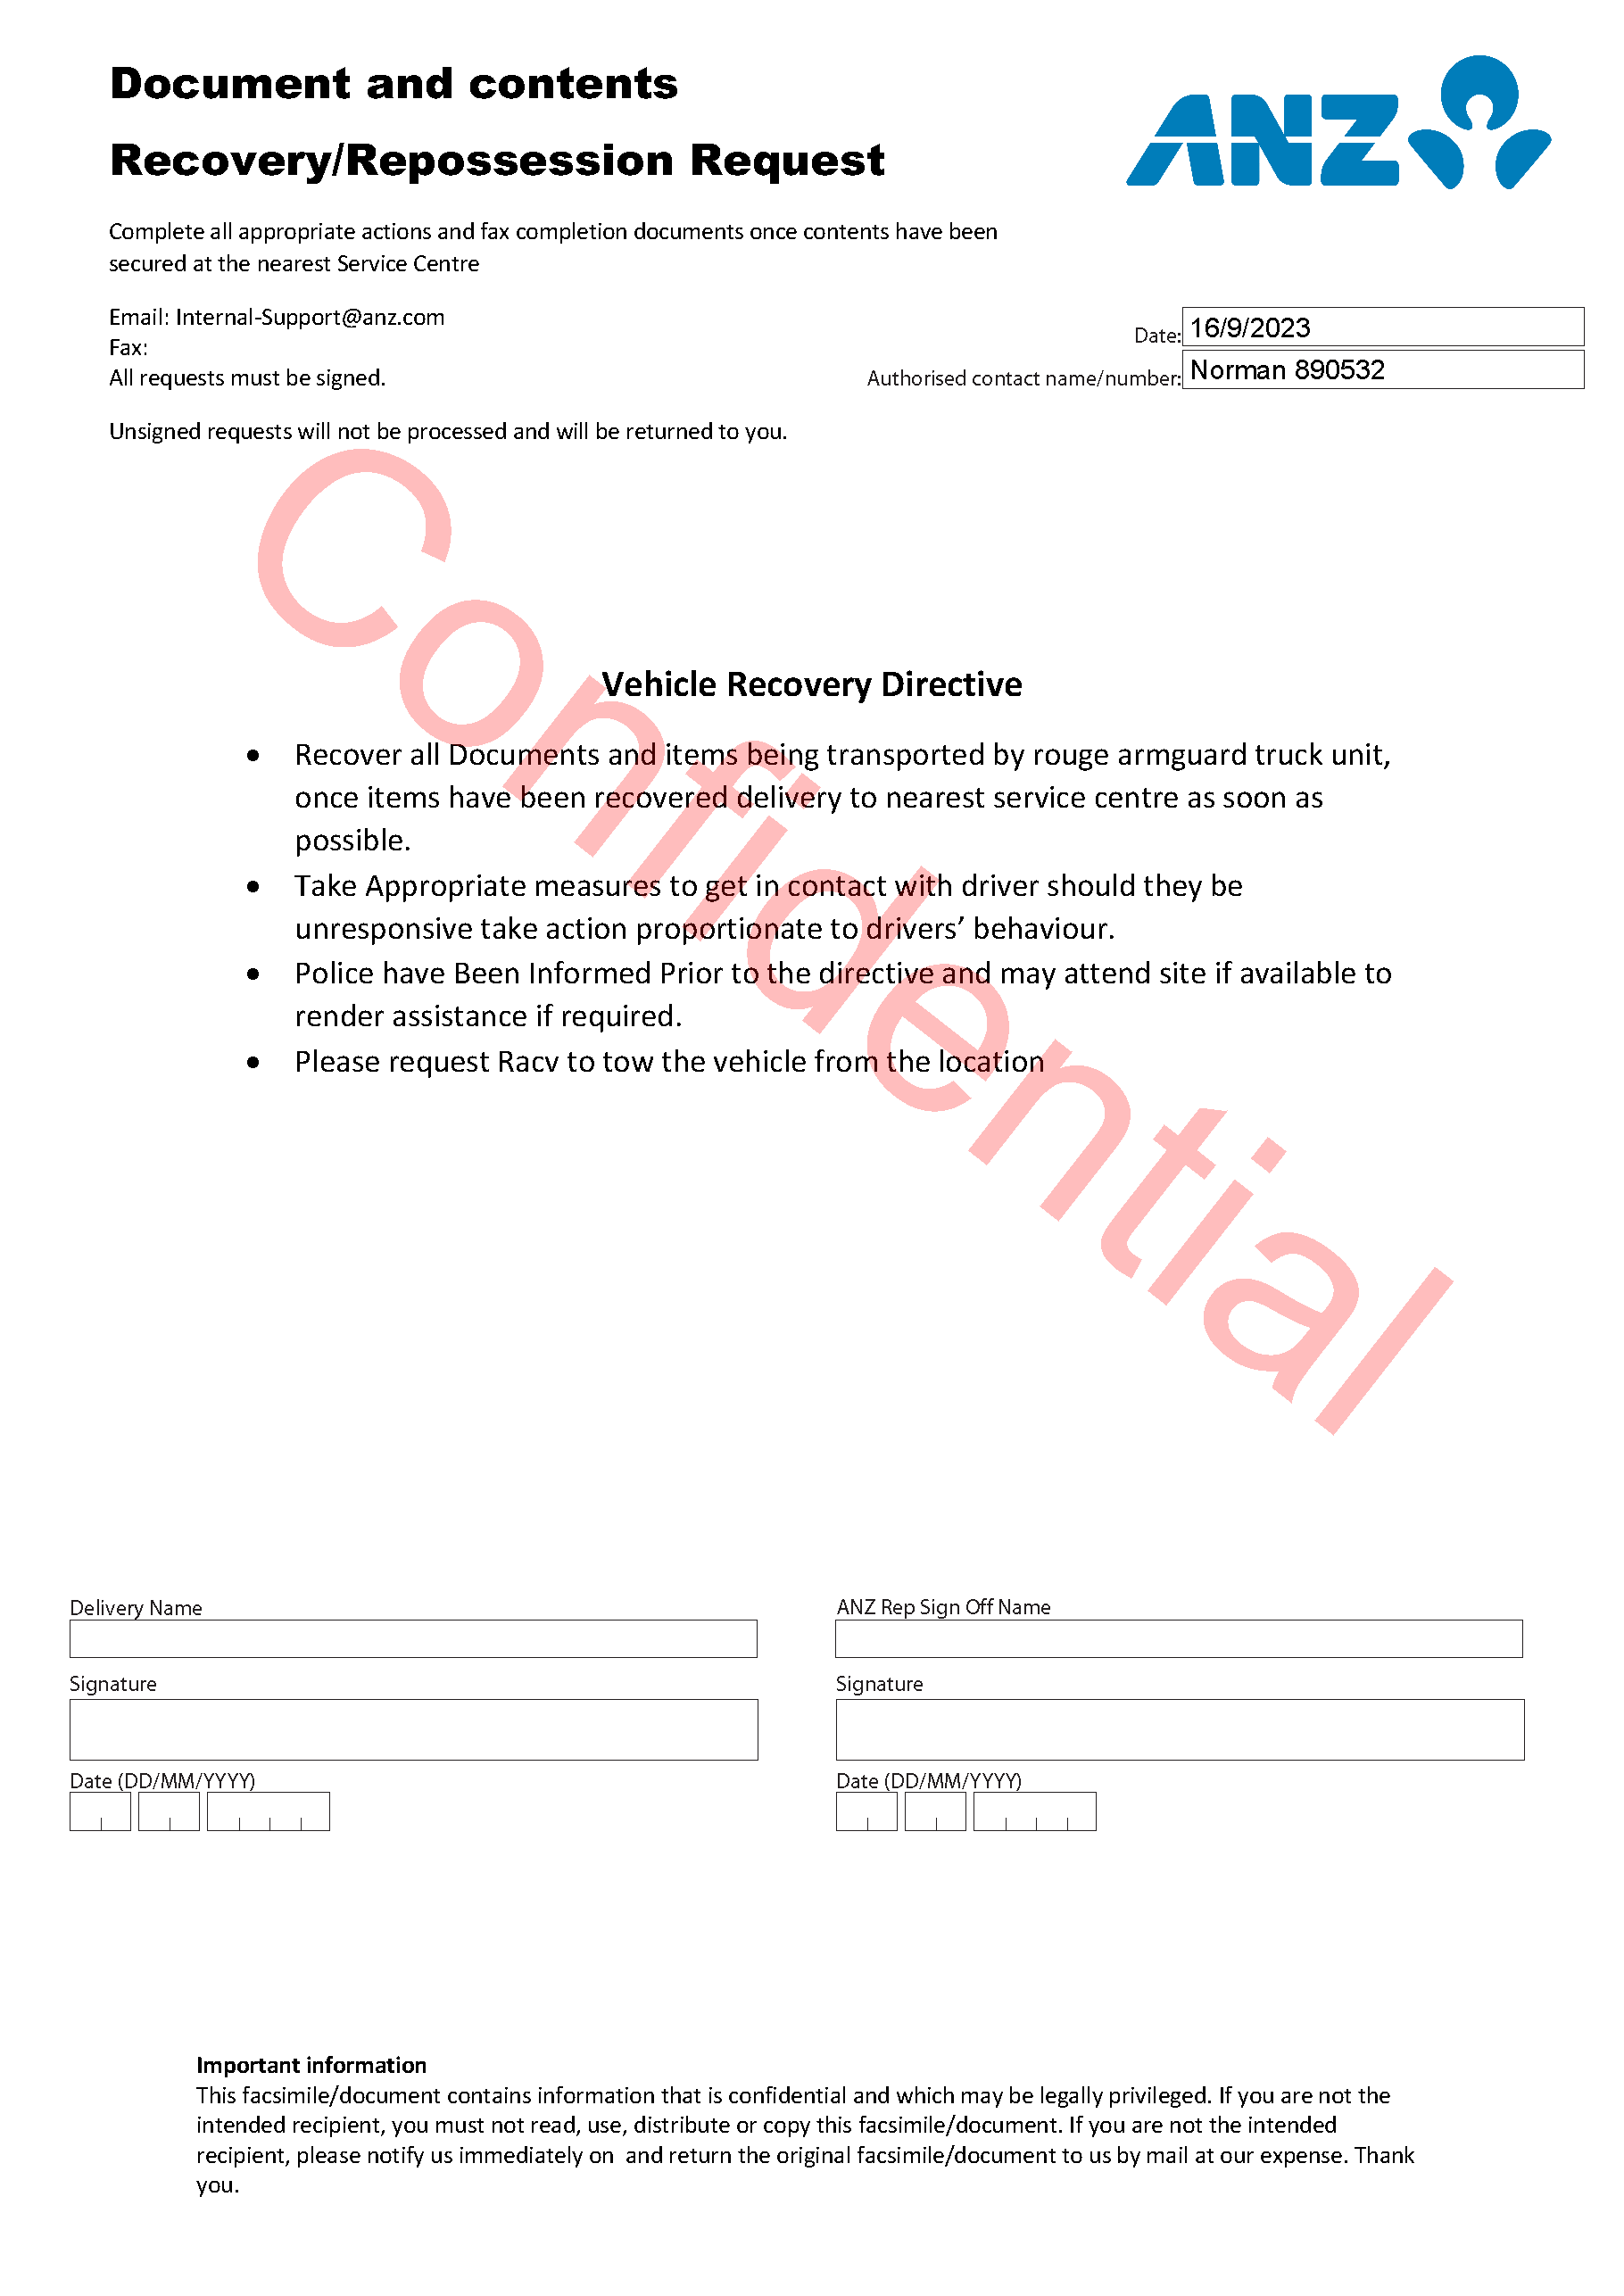 Document and contents
Recovery/Repossession Request
ANZ
Complete all appropriate actions and fax completion documents once contents have been
secured at the nearest Service Centre
Email: Internal-Support@anz.com
Fax:
All requests must be signed.
Date: 16/9/2023
Authorised contact name/number: Norman 890532
Unsigned requests will not be processed and will be returned to you.
Confidential
Vehicle Recovery Directive
• Recover all Documents and items being transported by rouge armguard truck unit,
once items have been recovered delivery to nearest service centre as soon as
possible.
• Take Appropriate measures to get in contact with driver should they be
unresponsive take action proportionate to drivers’ behaviour.
• Police have Been Informed Prior to the directive and may attend site if available to
render assistance if required.
• Please request Racv to tow the vehicle from the location
Delivery Name
Signature
Date (DD/MM/YYYY)
ANZ Rep Sign Off Name
Signature
Date (DD/MM/YYYY)
Important information
This facsimile/document contains information that is confidential and which may be legally privileged. If you are not the
intended recipient, you must not read, use, distribute or copy this facsimile/document. If you are not the intended
recipient, please notify us immediately on  and return the original facsimile/document to us by mail at our expense. Thank
you.